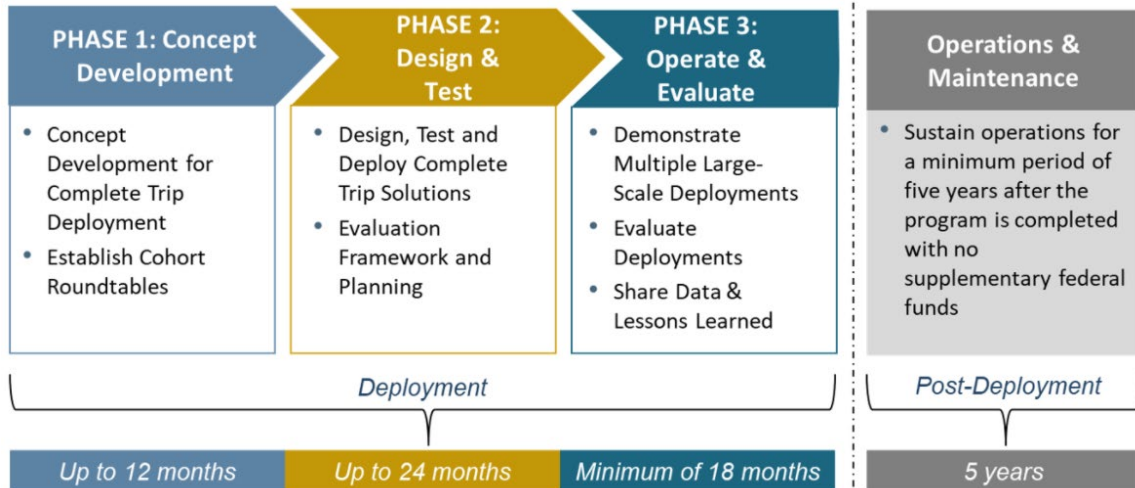 PHASE 1: Concept
Development
• Concept
Development for
Complete Trip
Deployment
• Establish Cohort
Roundtables
PHASE 2:
Design &
Test
• Design, Test and
Deploy Complete
Trip Solutions
• Evaluation
Framework and
Planning
PHASE 3:
Operate &
Evaluate
• Demonstrate
Multiple Large-
Scale Deployments
• Evaluate
Deployments
• Share Data &
Lessons Learned
Operations &
Maintenance
• Sustain operations for
a minimum period of
five years after the
program is completed
with no
supplementary federal
funds
Deployment
Post-Deployment
Up to 12 months
Up to 24 months
Minimum of 18 months
5 years